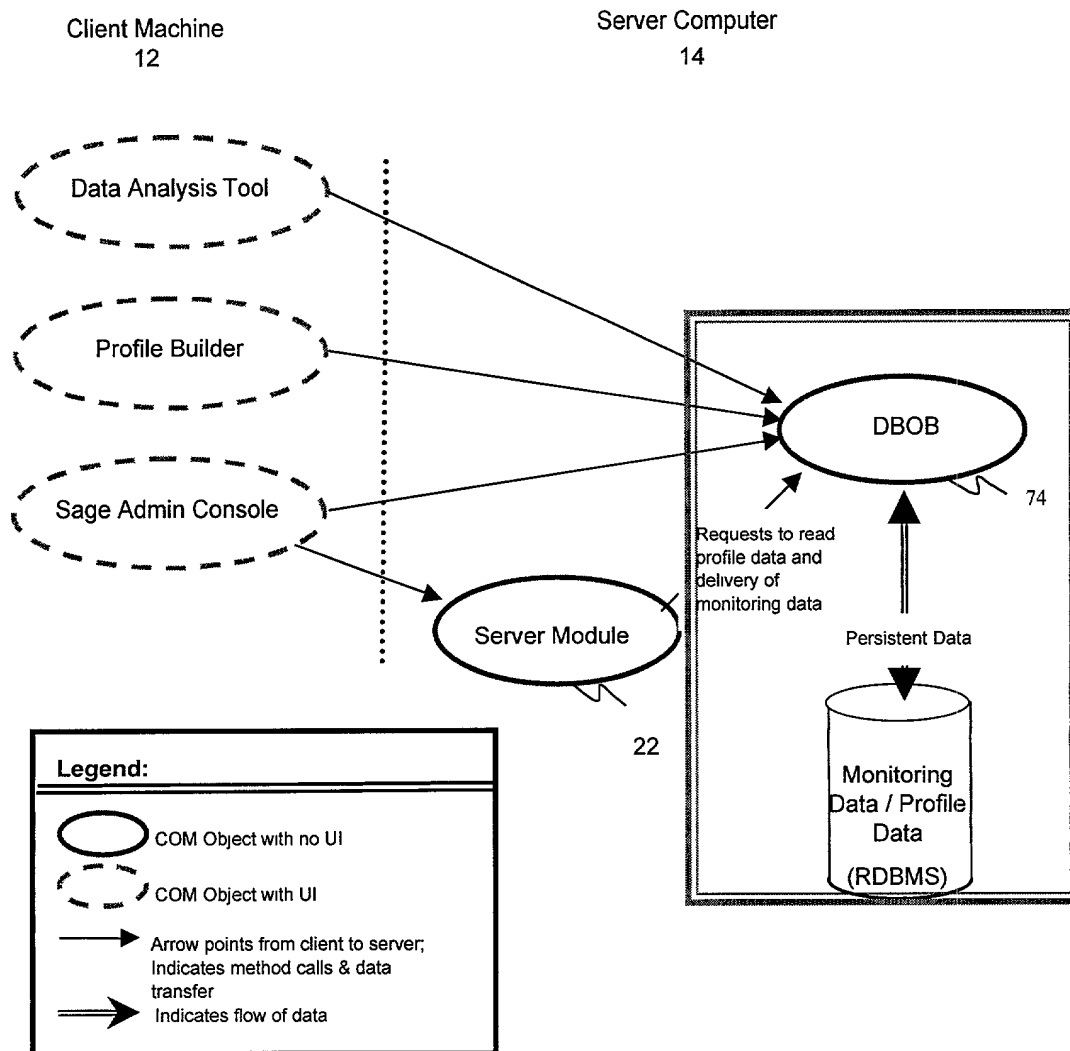 Client Machine
12
Server Computer
14
Data Analysis Tool
Profile Builder
Sage Admin Console
DBOB
74
Requests to read
profile data and
delivery of
monitoring data
Server Module
22
Persistent Data
Monitoring
Data / Profile
Data
(RDBMS)
Legend:
COM Object with no UI
COM Object with UI
Arrow points from client to server;
Indicates method calls & data
transfer
Indicates flow of data